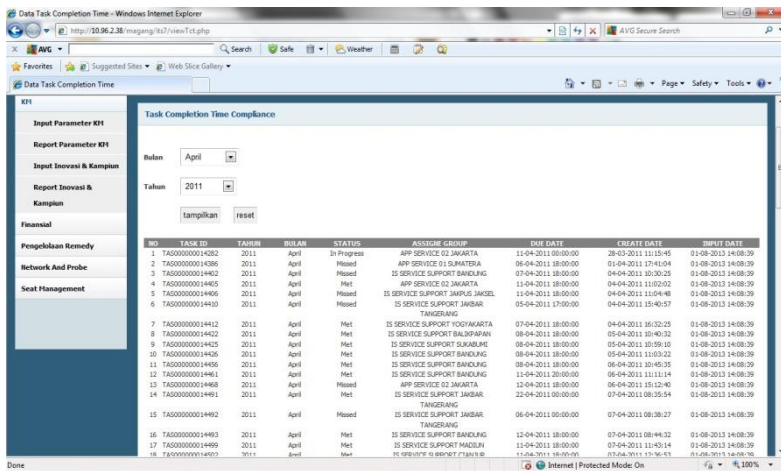 Data Task Completion Time - Windows Internet Explorer
http://10.96.2.38/magang/its7/viewTct.php
AVG Secure Search
AVG
Search
Safe
Weather
Favorites
Suggested Sites
Web Slice Gallery
Data Task Completion Time
Page
Safety
Tools
KM
Input Parameter KM
Report Parameter KM
Input Inovasi & Kampiun
Report Inovasi &
Kampiun
Finansial
Pengelolaan Remedy
Network And Probe
Seat Management
Task Completion Time Compliance
Bulan April
Tahun 2011
tampilkan reset
NO TASK ID TAHUN BULAN STATUS ASSIGNE GROUP DUE DATE CREATE DATE INPUT DATE
1 TAS000000014282 2011 April In Progress APP SERVICE 02 JAKARTA 11-04-2011 00:00:00 28-03-2011 11:15:45 01-08-2013 14:08:39
2 TAS000000014386 2011 April Missed APP SERVICE 01 SUMATERA 06-04-2011 18:00:00 01-04-2011 17:41:04 01-08-2013 14:08:39
3 TAS000000014402 2011 April Missed IS SERVICE SUPPORT BANDUNG 07-04-2011 18:00:00 04-04-2011 10:30:25 01-08-2013 14:08:39
4 TAS000000014405 2011 April Met APP SERVICE 02 JAKARTA 11-04-2011 18:00:00 04-04-2011 11:02:02 01-08-2013 14:08:39
5 TAS000000014406 2011 April Missed IS SERVICE SUPPORT JAKPUS JAKSEL 11-04-2011 18:00:00 04-04-2011 11:04:48 01-08-2013 14:08:39
6 TAS000000014410 2011 April Missed IS SERVICE SUPPORT JAKBAR 05-04-2011 17:00:00 04-04-2011 15:40:57 01-08-2013 14:08:39
TANGERANG
7 TAS000000014412 2011 April Met IS SERVICE SUPPORT YOGYAKARTA 07-04-2011 18:00:00 04-04-2011 16:32:25 01-08-2013 14:08:39
8 TAS000000014422 2011 April Met IS SERVICE SUPPORT BALIKPAPAN 08-04-2011 18:00:00 05-04-2011 10:40:32 01-08-2013 14:08:39
9 TAS000000014425 2011 April Met IS SERVICE SUPPORT SUKABUMI 08-04-2011 18:00:00 05-04-2011 10:59:10 01-08-2013 14:08:39
10 TAS000000014426 2011 April Met IS SERVICE SUPPORT BANDUNG 08-04-2011 18:00:00 05-04-2011 11:03:22 01-08-2013 14:08:39
11 TAS000000014456 2011 April Met IS SERVICE SUPPORT BANDUNG 08-04-2011 18:00:00 06-04-2011 10:45:35 01-08-2013 14:08:39
12 TAS000000014461 2011 April Met IS SERVICE SUPPORT BANDUNG 11-04-2011 20:00:00 06-04-2011 11:11:14 01-08-2013 14:08:39
13 TAS000000014468 2011 April Missed APP SERVICE 02 JAKARTA 12-04-2011 18:00:00 06-04-2011 15:12:40 01-08-2013 14:08:39
14 TAS000000014491 2011 April Met IS SERVICE SUPPORT JAKBAR 22-04-2011 00:00:00 07-04-2011 08:35:54 01-08-2013 14:08:39
TANGERANG
15 TAS000000014492 2011 April Missed IS SERVICE SUPPORT JAKBAR 06-04-2011 00:00:00 07-04-2011 08:38:27 01-08-2013 14:08:39
TANGERANG
16 TAS000000014493 2011 April Met IS SERVICE SUPPORT BANDUNG 12-04-2011 18:00:00 07-04-2011 08:44:32 01-08-2013 14:08:39
17 TAS000000014499 2011 April Met IS SERVICE SUPPORT MADIUN 11-04-2011 18:00:00 07-04-2011 11:43:14 01-08-2013 14:08:39
18 TAS000000014502 2011 April Met IS SERVICE SUPPORT CIANJUR 11-04-2011 18:00:00 07-04-2011 12:36:53 01-08-2013 14:08:39
Done
Internet | Protected Mode: On
100%